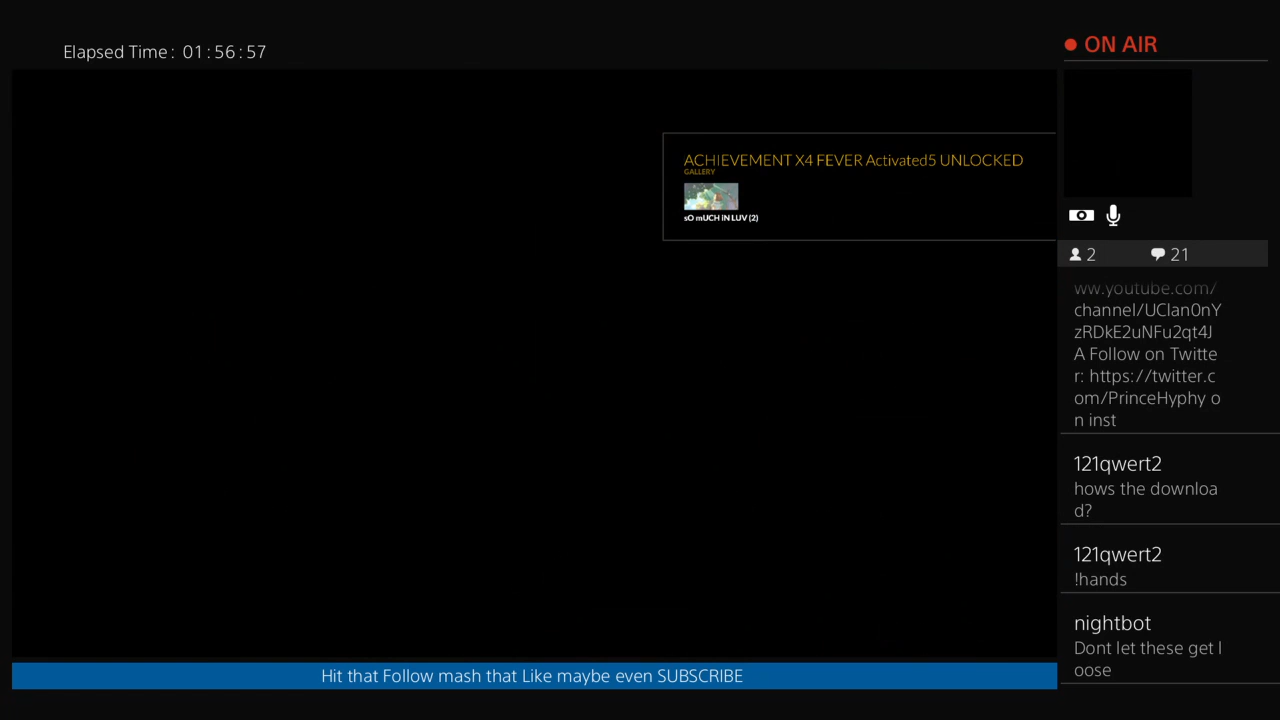 Elapsed Time: 01:56:57
ON AIR
ACHIEVEMENT X4 FEVER Activated5 UNLOCKED
GALLERY
sO mUCH iN LUV (2)
2
21
ww.youtube.com/
channel/UClan0nY
zRDkE2uNFu2qt4J
A Follow on Twitte
r: https://twitter.c
om/PrinceHyphy o
n inst
121qwert2
hows the downloa
d?
121qwert2
!hands
nightbot
Dont let these get l
oose
Hit that Follow mash that Like maybe even SUBSCRIBE